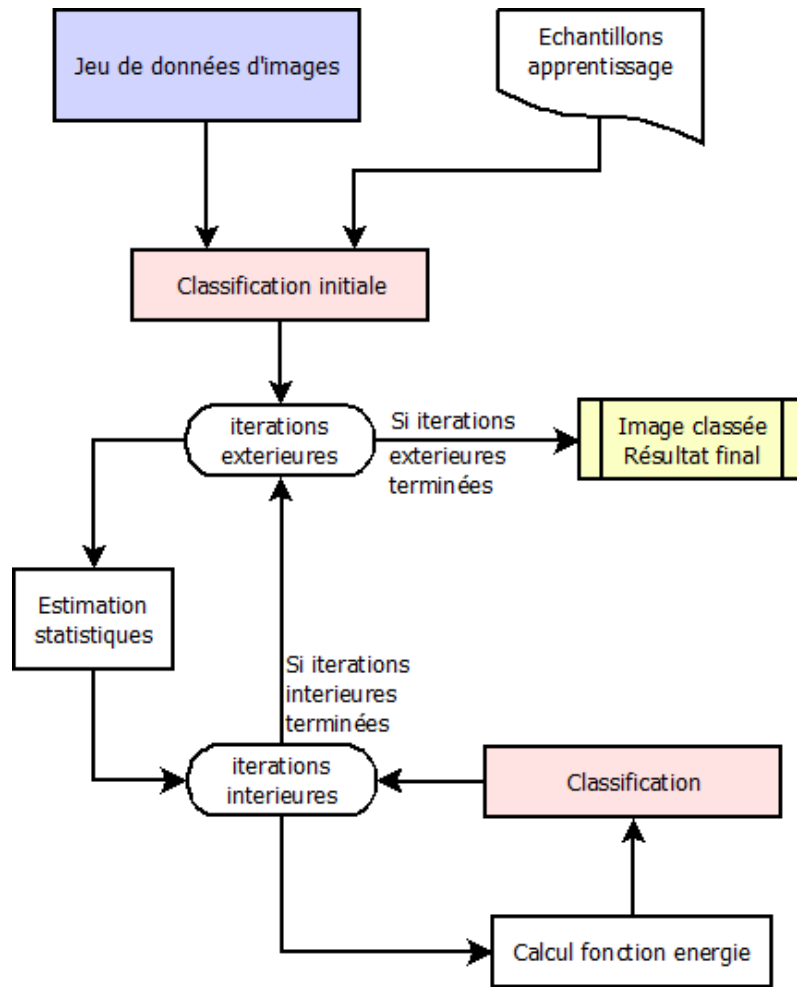 Jeu de données d'images
Echantillons
apprentissage
Classification initiale
iterations
exterieures
Si iterations
exterieures
terminées
Image classée
Résultat final
Estimation
statistiques
Si iterations
interieures
terminées
iterations
interieures
Classification
Calcul fonction energie